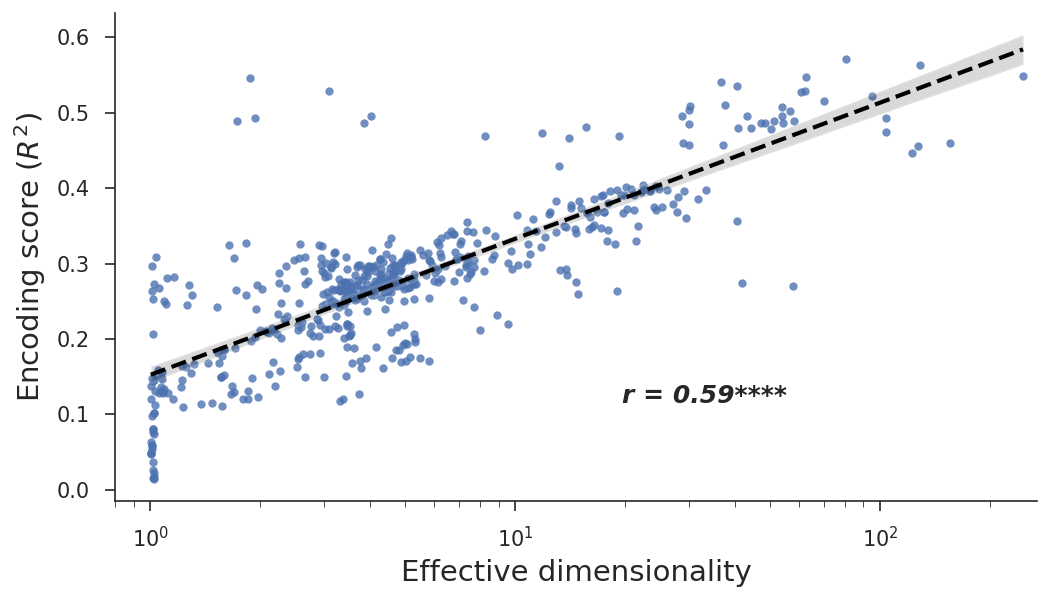 0.6
0.5
0.4
0.3
0.2
0.1
0.0
Encoding score (R²)
r = 0.59****
10⁰ 10¹ 10²
Effective dimensionality